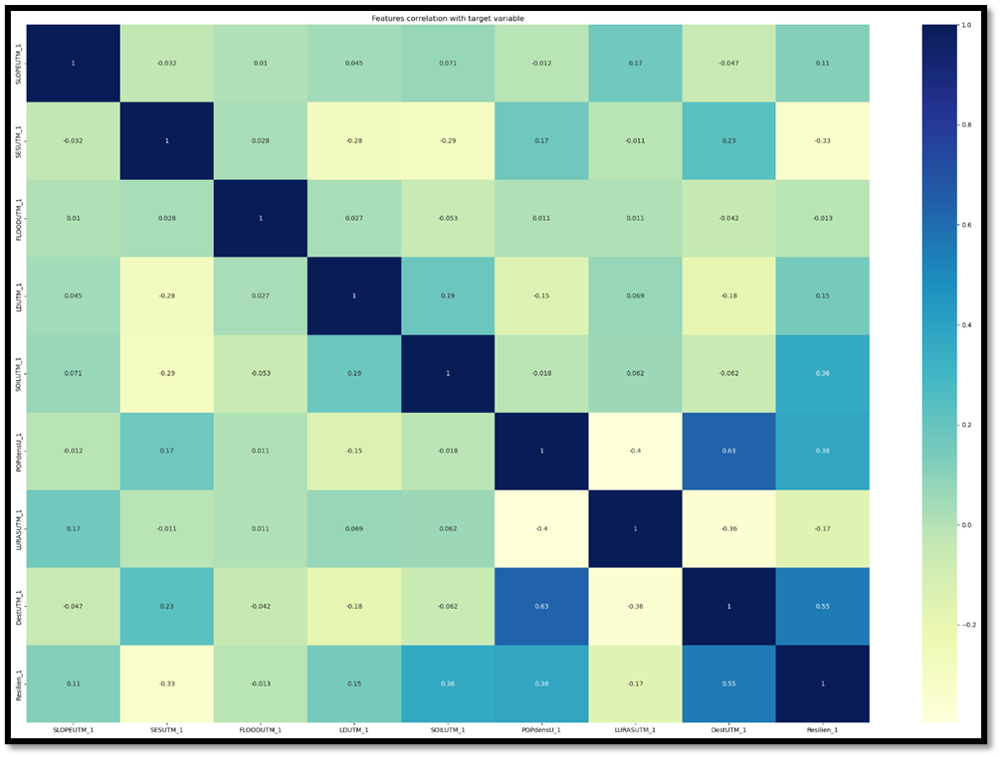 Features correlation with target variable
SLOPEUTM_1 1 -0.032 0.01 0.045 0.071 -0.012 0.17 -0.047 0.11
SESUTM_1 -0.032 1 0.028 -0.28 -0.29 0.17 -0.011 0.23 -0.33
FLOODUTM_1 0.01 0.028 1 0.027 -0.053 0.011 0.011 -0.042 -0.013
LDUTM_1 0.045 -0.28 0.027 1 0.19 -0.15 0.069 -0.18 0.15
SOILUTM_1 0.071 -0.29 -0.053 0.19 1 -0.018 0.062 -0.062 0.36
POPdensU_1 -0.012 0.17 0.011 -0.15 -0.018 1 -0.4 0.63 0.38
LURASUTM_1 0.17 -0.011 0.011 0.069 0.062 -0.4 1 -0.36 -0.17
DestUTM_1 -0.047 0.23 -0.042 -0.18 -0.062 0.63 -0.36 1 0.55
Resilien_1 0.11 -0.33 -0.013 0.15 0.36 0.38 -0.17 0.55 1
SLOPEUTM_1 SESUTM_1 FLOODUTM_1 LDUTM_1 SOILUTM_1 POPdensU_1 LURASUTM_1 DestUTM_1 Resilien_1
1.0
0.8
0.6
0.4
0.2
0.0
-0.2